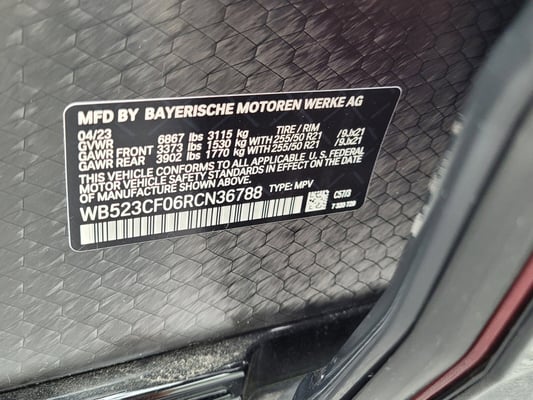 MFD BY BAYERISCHE MOTOREN WERKE AG
04/23
GVWR 6867 lbs 3115 kg TIRE / RIM
GAWR FRONT 3373 lbs 1530 kg WITH 255/50 R21 /9Jx21
GAWR REAR 3902 lbs 1770 kg WITH 255/50 R21 /9Jx21
VEHICLE CONFORMS TO ALL APPLICABLE U.S. FEDERAL
MOTOR VEHICLE SAFETY STANDARDS IN EFFECT ON THE
DATE OF MANUFACTURE SHOWN ABOVE.
WB523CF06RCN36788 TYPE: MPV